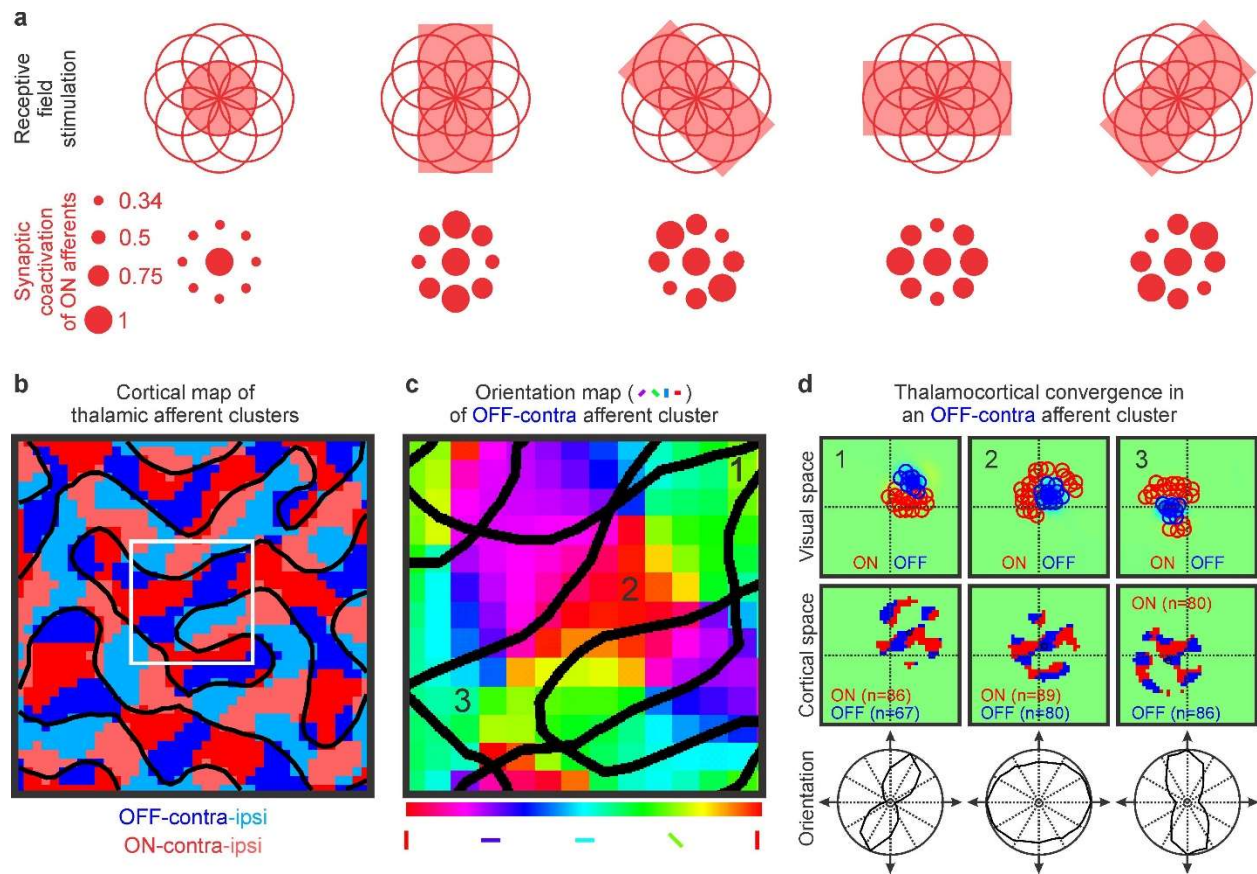 a
Receptive
field
stimulation
Synaptic
coactivation
of ON afferents
0.34
0.5
0.75
1
b
Cortical map of
thalamic afferent clusters
OFF-contra-ipsi
ON-contra-ipsi
c
Orientation map ( )
of OFF-contra afferent cluster
1
2
3
d
Thalamocortical convergence in
an OFF-contra afferent cluster
Visual space
1
ON OFF
2
ON OFF
3
ON OFF
Cortical space
ON (n=86)
OFF (n=67)
ON (n=89)
OFF (n=80)
ON (n=80)
OFF (n=86)
Orientation